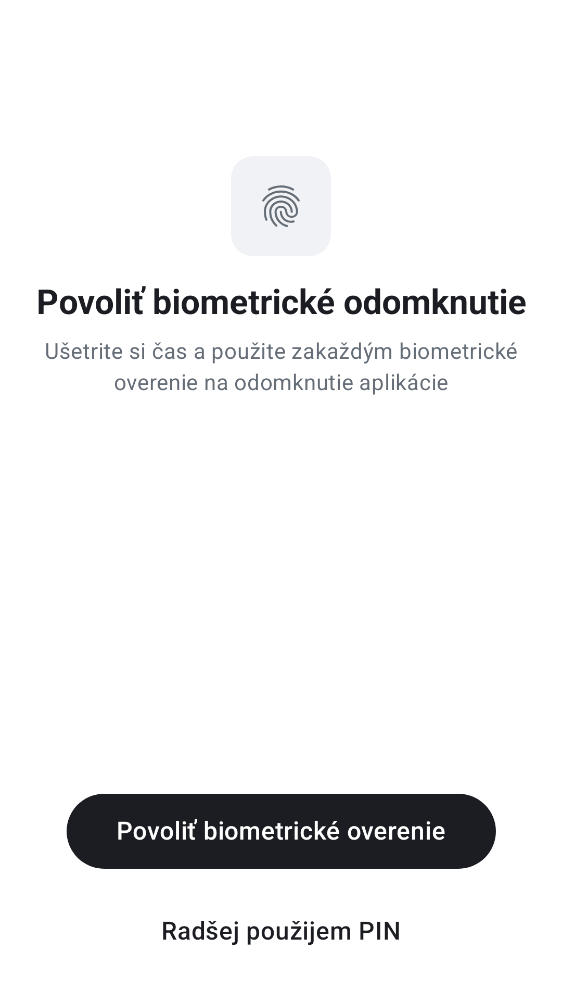 Povoliť biometrické odomknutie
Ušetrite si čas a použite zakaždým biometrické
overenie na odomknutie aplikácie
Povoliť biometrické overenie
Radšej použijem PIN